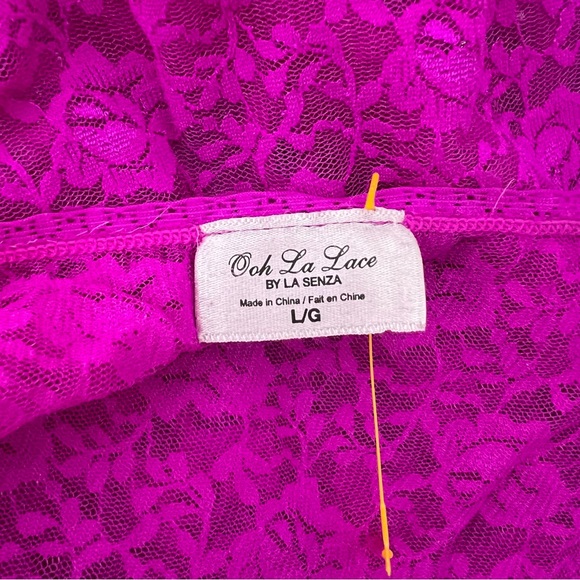 Ooh La Lace
BY LA SENZA
Made in China / Fait en Chine
L/G